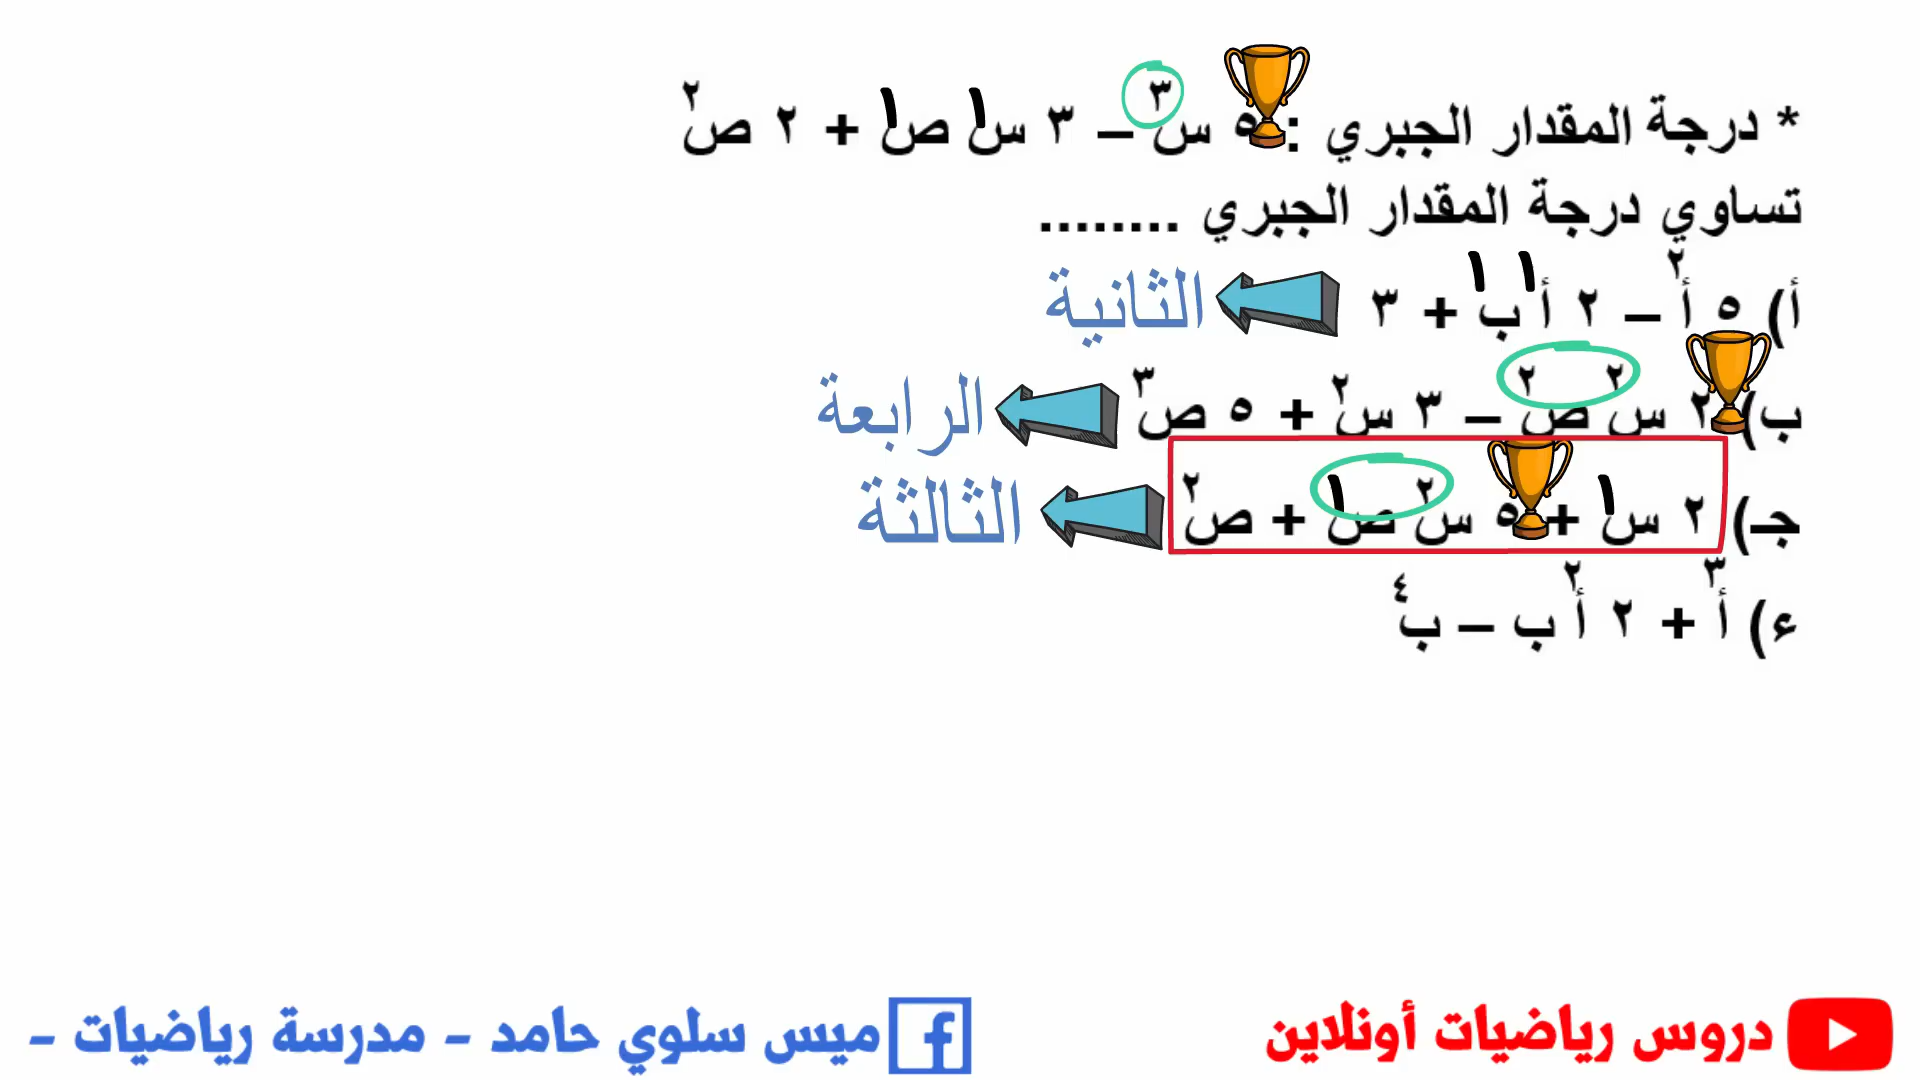 * درجة المقدار الجبري : ٥ س٣ – ٣ س١ ص١ + ٢ ص٢
تساوي درجة المقدار الجبري ........
أ) ٥ أ٢ – ٢ أ١ ب١ + ٣ الثانية
ب) ٢ س٢ ص٢ – ٣ س٢ + ٥ ص٣ الرابعة
جـ) ٢ س١ + ٥ س٢ ص١ + ص٢ الثالثة
ء) أ٣ + ٢ أ٢ ب – ب٤
دروس رياضيات أونلاين
ميس سلوي حامد - مدرسة رياضيات -